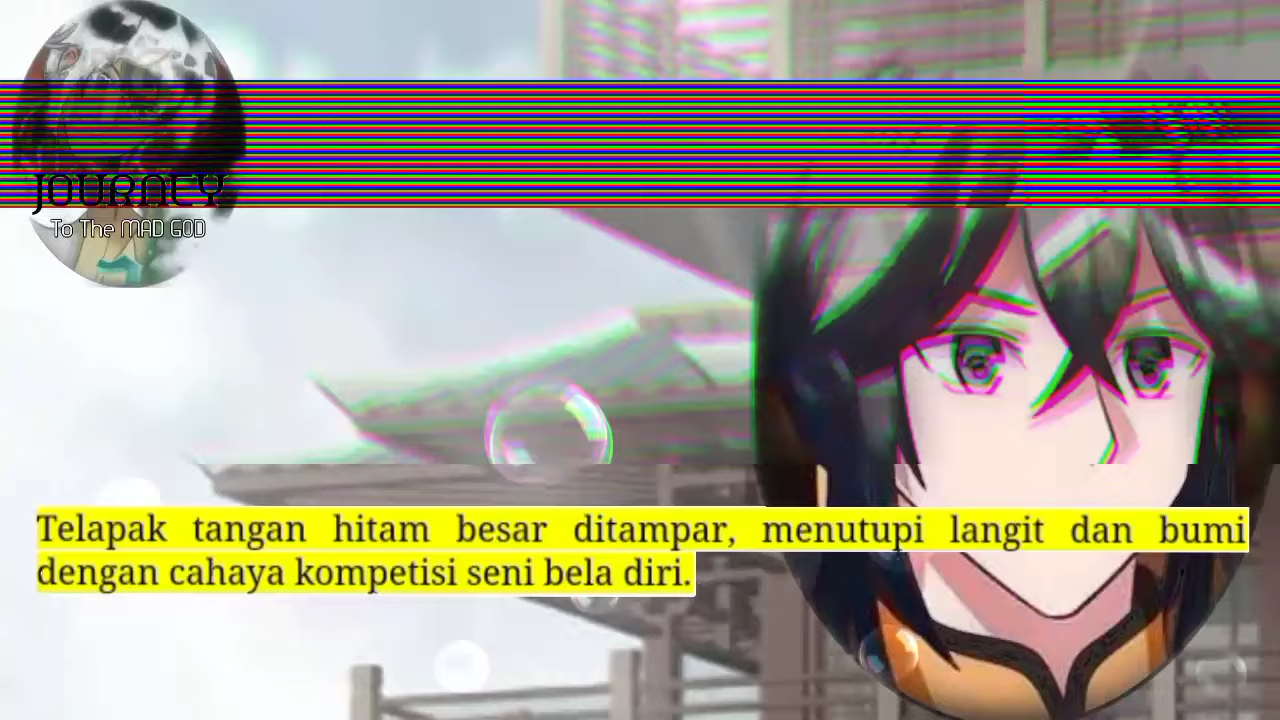 JOURNEY
To The MAD GOD
Telapak tangan hitam besar ditampar, menutupi langit dan bumi
dengan cahaya kompetisi seni bela diri.